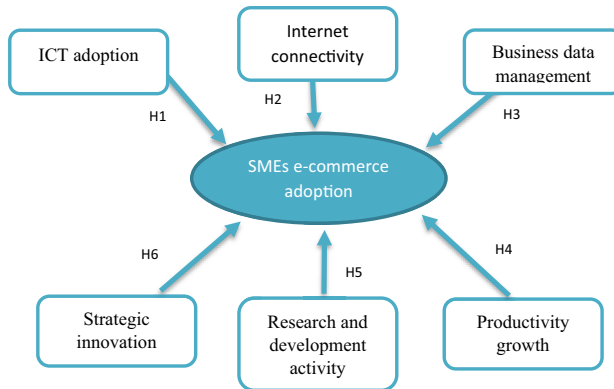 ICT adoption
Internet
connectivity
Business data
management
H1
H2
H3
SMEs e-commerce
adoption
H6
H5
H4
Strategic
innovation
Research and
development
activity
Productivity
growth